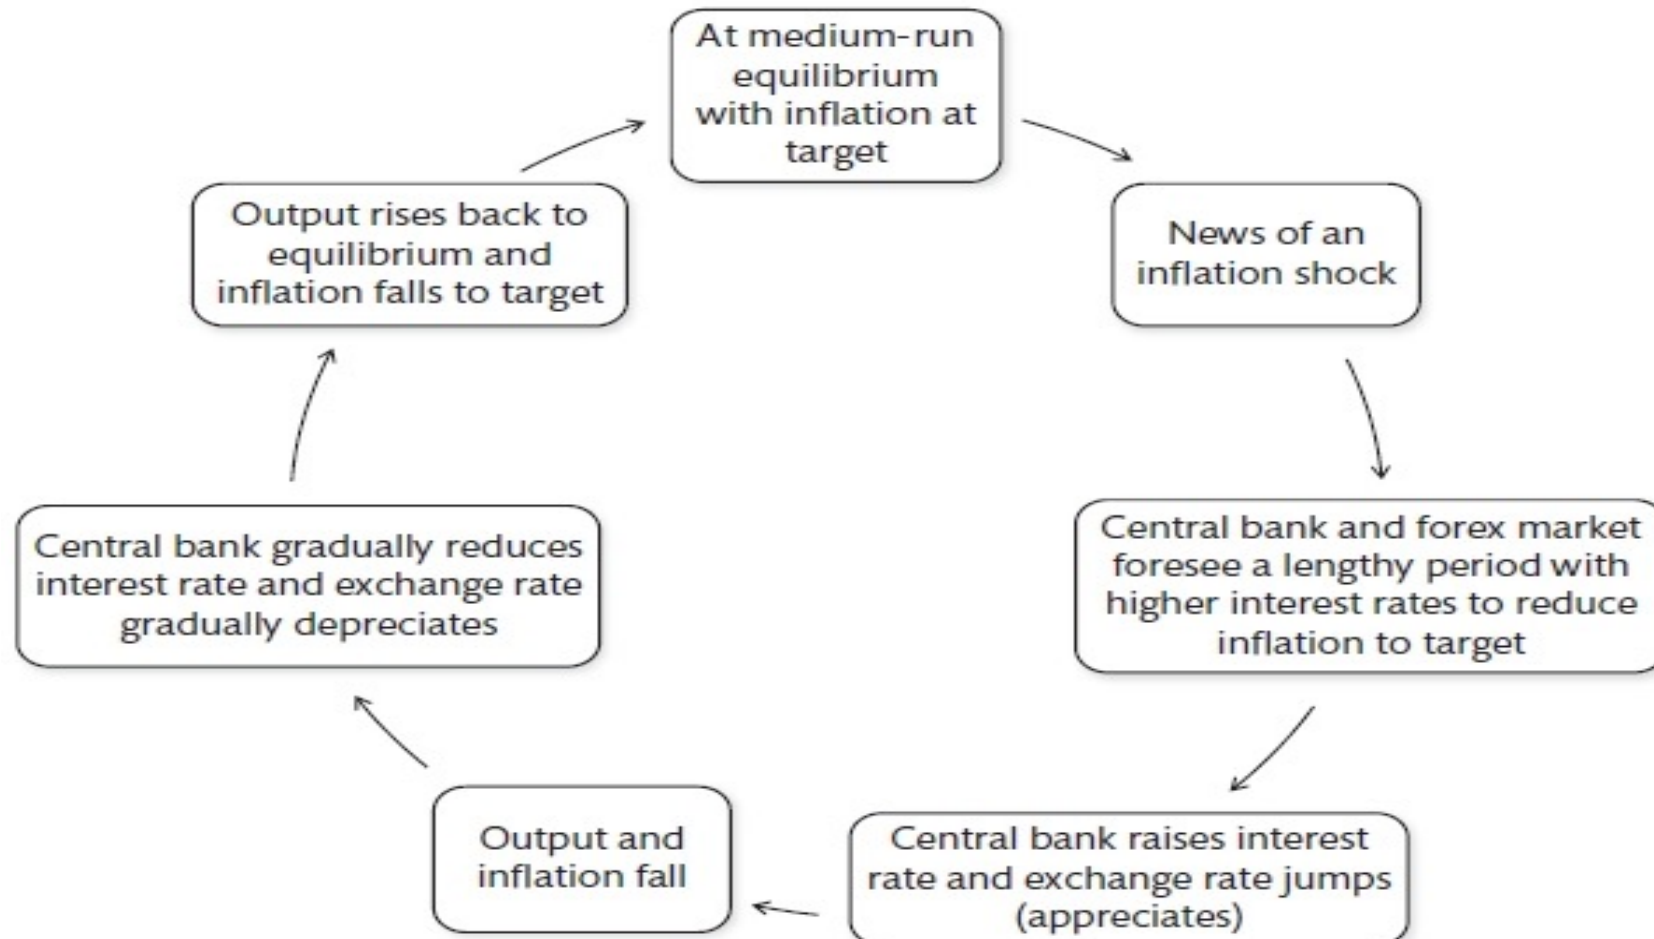 At medium-run
equilibrium
with inflation at
target
News of an
inflation shock
Central bank and forex market
foresee a lengthy period with
higher interest rates to reduce
inflation to target
Central bank raises interest
rate and exchange rate jumps
(appreciates)
Output and
inflation fall
Central bank gradually reduces
interest rate and exchange rate
gradually depreciates
Output rises back to
equilibrium and
inflation falls to target